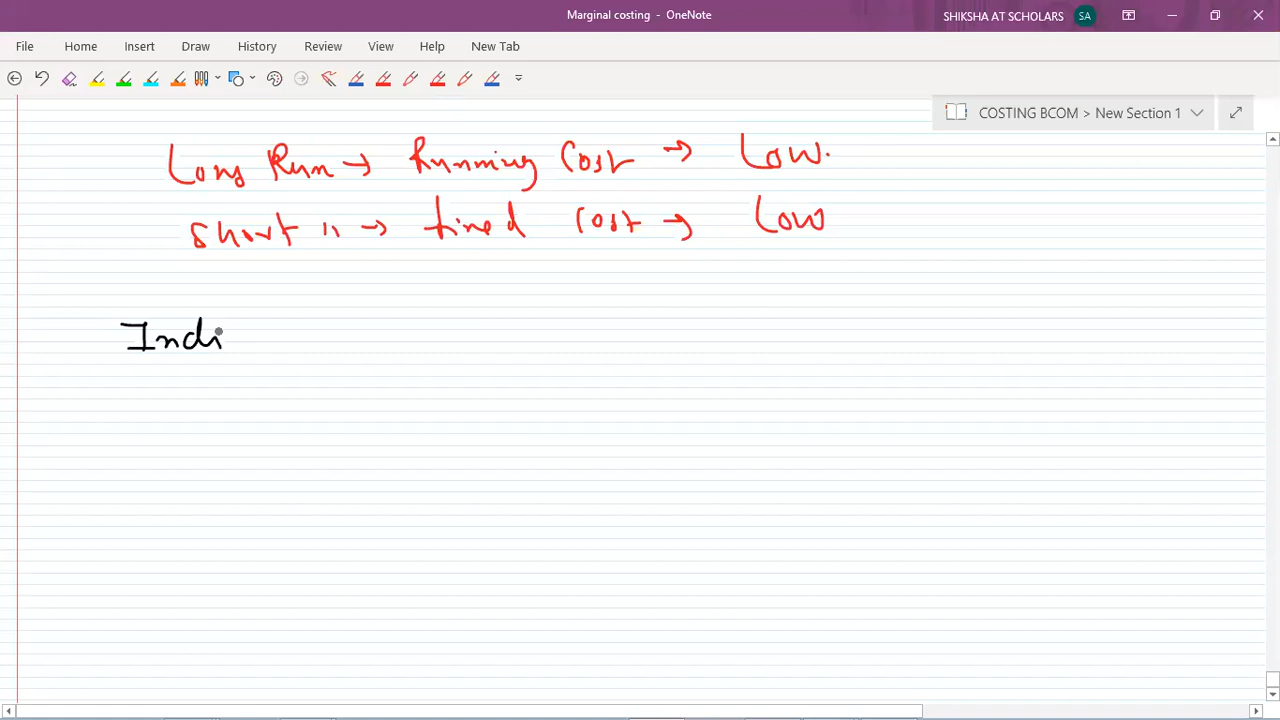 Marginal costing - OneNote
SHIKSHA AT SCHOLARS SA
File Home Insert Draw History Review View Help New Tab
COSTING BCOM > New Section 1
Long Run → Running Cost → Low.
Short " → fixed cost → Low
Indi